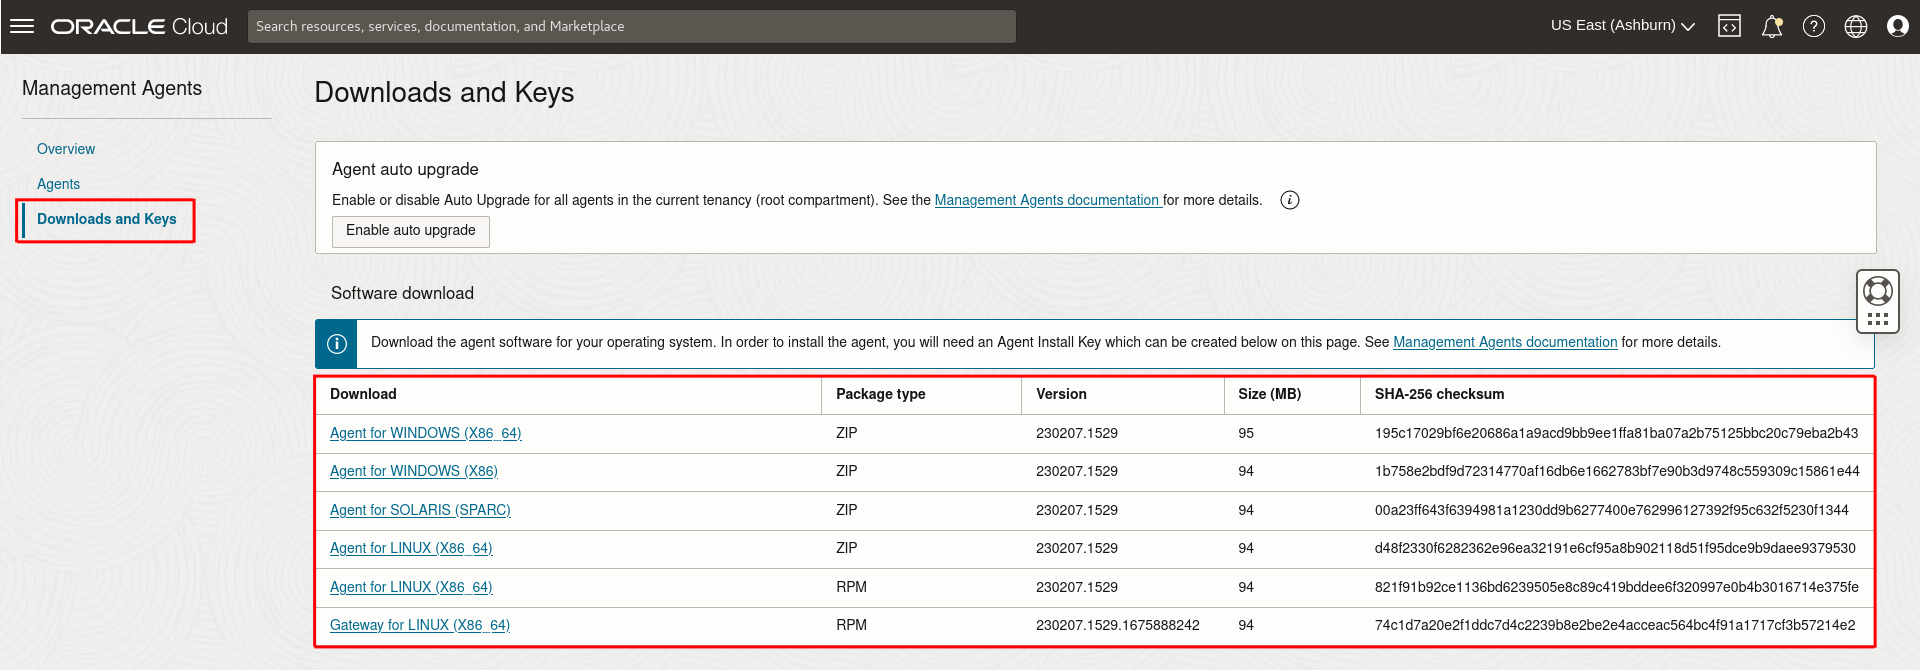 ORACLE Cloud
Search resources, services, documentation, and Marketplace
US East (Ashburn)
Management Agents
Overview
Agents
Downloads and Keys
Downloads and Keys
Agent auto upgrade
Enable or disable Auto Upgrade for all agents in the current tenancy (root compartment). See the Management Agents documentation for more details.
Enable auto upgrade
Software download
Download the agent software for your operating system. In order to install the agent, you will need an Agent Install Key which can be created below on this page. See Management Agents documentation for more details.
Download Package type Version Size (MB) SHA-256 checksum
Agent for WINDOWS (X86_64) ZIP 230207.1529 95 195c17029bf6e20686a1a9acd9bb9ee1ffa81ba07a2b75125bbc20c79eba2b43
Agent for WINDOWS (X86) ZIP 230207.1529 94 1b758e2bdf9d72314770af16db6e1662783bf7e90b3d9748c559309c15861e44
Agent for SOLARIS (SPARC) ZIP 230207.1529 94 00a23ff643f6394981a1230dd9b6277400e762996127392f95c632f5230f1344
Agent for LINUX (X86_64) ZIP 230207.1529 94 d48f2330f6282362e96ea32191e6cf95a8b902118d51f95dce9b9daee9379530
Agent for LINUX (X86_64) RPM 230207.1529 94 821f91b92ce1136bd6239505e8c89c419bddee6f320997e0b4b3016714e375fe
Gateway for LINUX (X86_64) RPM 230207.1529.1675888242 94 74c1d7a20e2f1ddc7d4c2239b8e2be2e4acceac564bc4f91a1717cf3b57214e2